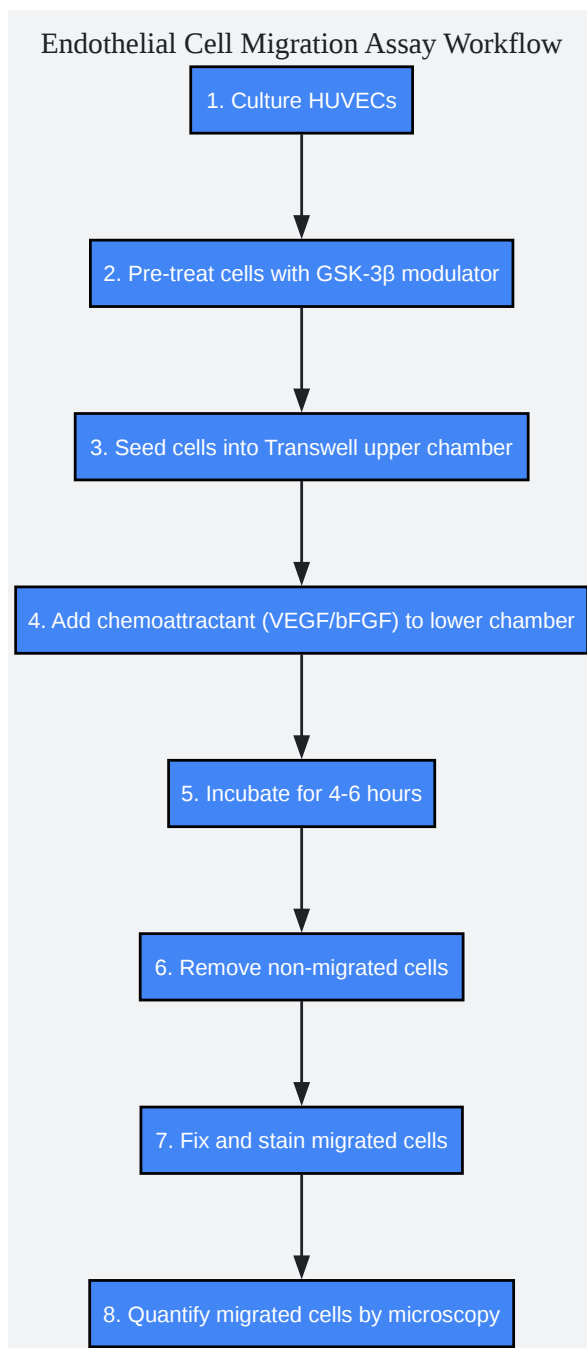 Endothelial Cell Migration Assay Workflow
1. Culture HUVECs
2. Pre-treat cells with GSK-3β modulator
3. Seed cells into Transwell upper chamber
4. Add chemoattractant (VEGF/bFGF) to lower chamber
5. Incubate for 4-6 hours
6. Remove non-migrated cells
7. Fix and stain migrated cells
8. Quantify migrated cells by microscopy